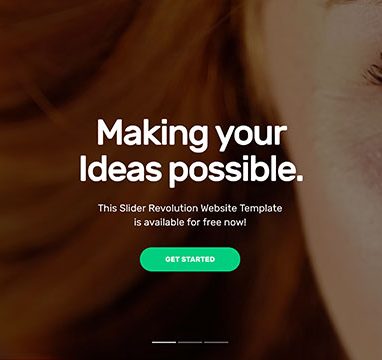 Making your
Ideas possible.
This Slider Revolution Website Template
is available for free now!
GET STARTED